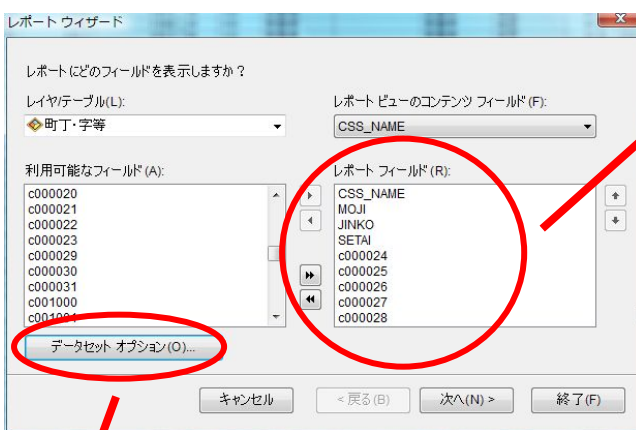 レポート ウィザード
レポートにどのフィールドを表示しますか？
レイヤ/テーブル(L):
町丁・字等
レポート ビューのコンテンツ フィールド(F):
CSS_NAME
利用可能なフィールド(A):
c000020
c000021
c000022
c000023
c000029
c000030
c000031
c001000
レポート フィールド(R):
CSS_NAME
MOJI
JINKO
SETAI
c000024
c000025
c000026
c000027
c000028
データセット オプション(O)...
キャンセル
< 戻る(B)
次へ(N) >
終了(F)